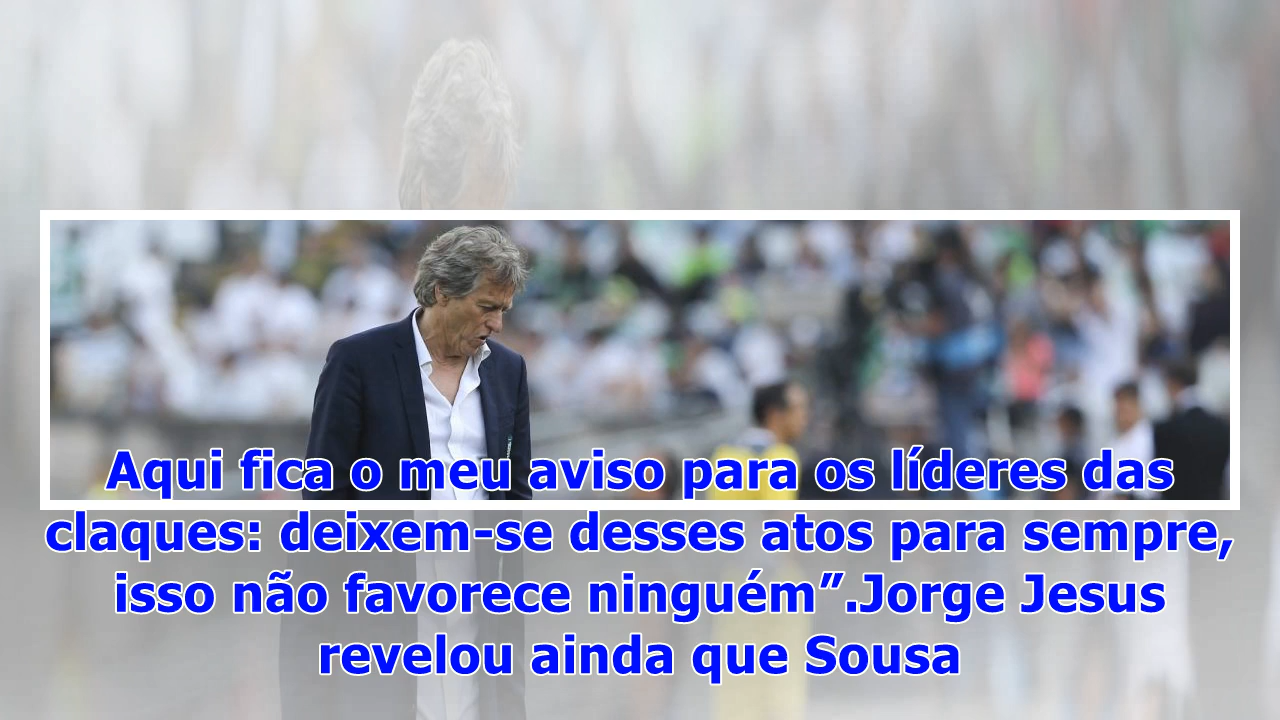 Aqui fica o meu aviso para os líderes das
claques: deixem-se desses atos para sempre,
isso não favorece ninguém”.Jorge Jesus
revelou ainda que Sousa